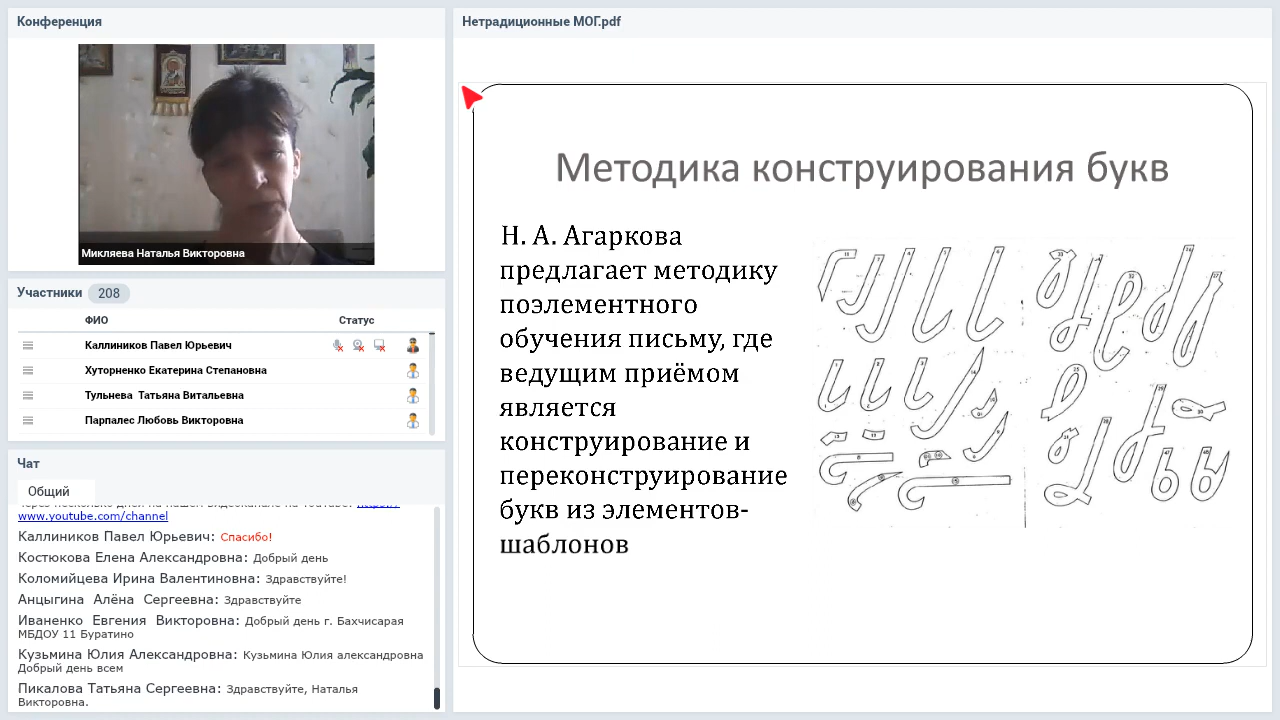 Конференция
Микляева Наталья Викторовна
Участники 208
ФИО Статус
Каллиников Павел Юрьевич
Хуторненко Екатерина Степановна
Тульнева Татьяна Витальевна
Парпалес Любовь Викторовна
Чат
Общий
www.youtube.com/channel
Каллиников Павел Юрьевич: Спасибо!
Костюкова Елена Александровна: Добрый день
Коломийцева Ирина Валентиновна: Здравствуйте!
Анцыгина Алёна Сергеевна: Здравствуйте
Иваненко Евгения Викторовна: Добрый день г. Бахчисарая
МБДОУ 11 Буратино
Кузьмина Юлия Александровна: Кузьмина Юлия александровна
Добрый день всем
Пикалова Татьяна Сергеевна: Здравствуйте, Наталья
Викторовна.
Нетрадиционные МОГ.pdf
Методика конструирования букв
Н. А. Агаркова
предлагает методику
поэлементного
обучения письму, где
ведущим приёмом
является
конструирование и
переконструирование
букв из элементов-
шаблонов